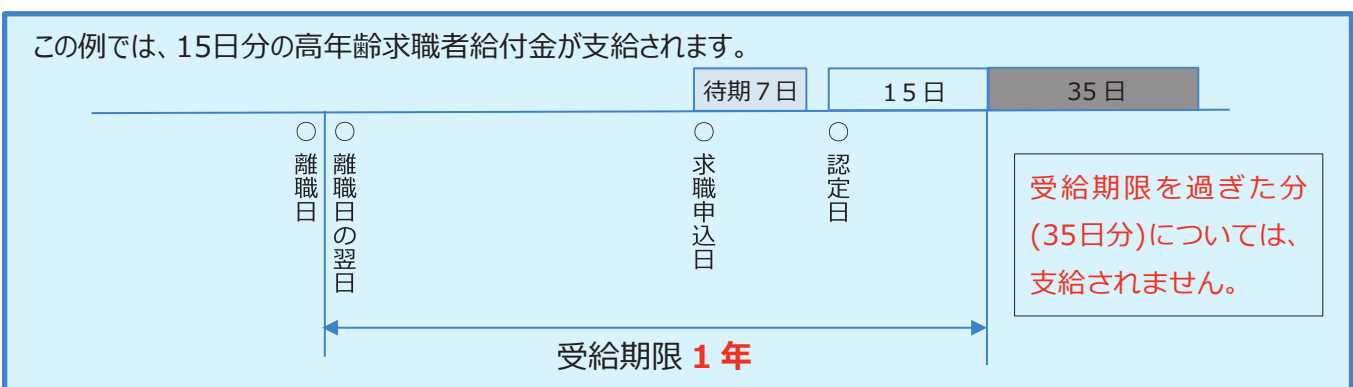 この例では、15日分の高年齢求職者給付金が支給されます。
待期７日
１５日
35日
○離職日
○離職日の翌日
○求職申込日
○認定日
受給期限を過ぎた分
(35日分)については、
支給されません。
受給期限１年